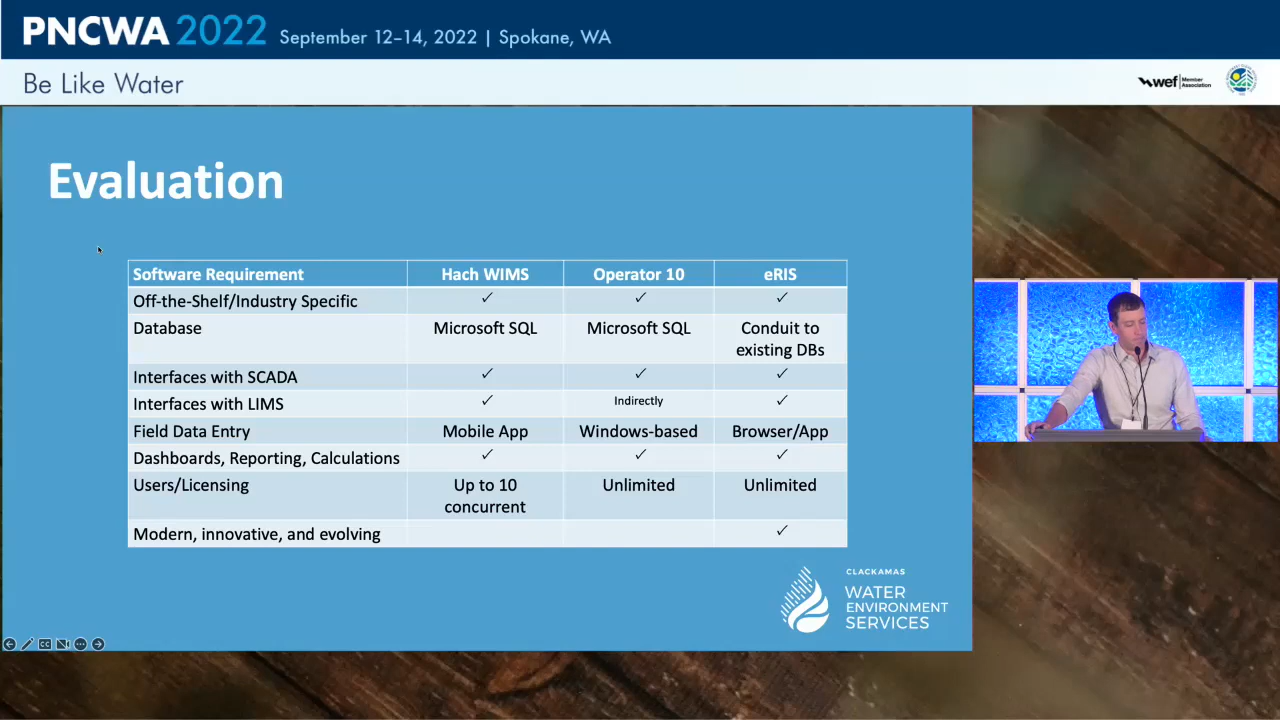 PNCWA 2022 September 12–14, 2022 | Spokane, WA
Be Like Water
wef Member
Association
Evaluation
Software Requirement Hach WIMS Operator 10 eRIS
Off-the-Shelf/Industry Specific ✓ ✓ ✓
Database Microsoft SQL Microsoft SQL Conduit to
existing DBs
Interfaces with SCADA ✓ ✓ ✓
Interfaces with LIMS ✓ Indirectly ✓
Field Data Entry Mobile App Windows-based Browser/App
Dashboards, Reporting, Calculations ✓ ✓ ✓
Users/Licensing Up to 10 Unlimited Unlimited
concurrent
Modern, innovative, and evolving ✓
CLACKAMAS
WATER
ENVIRONMENT
SERVICES
CC